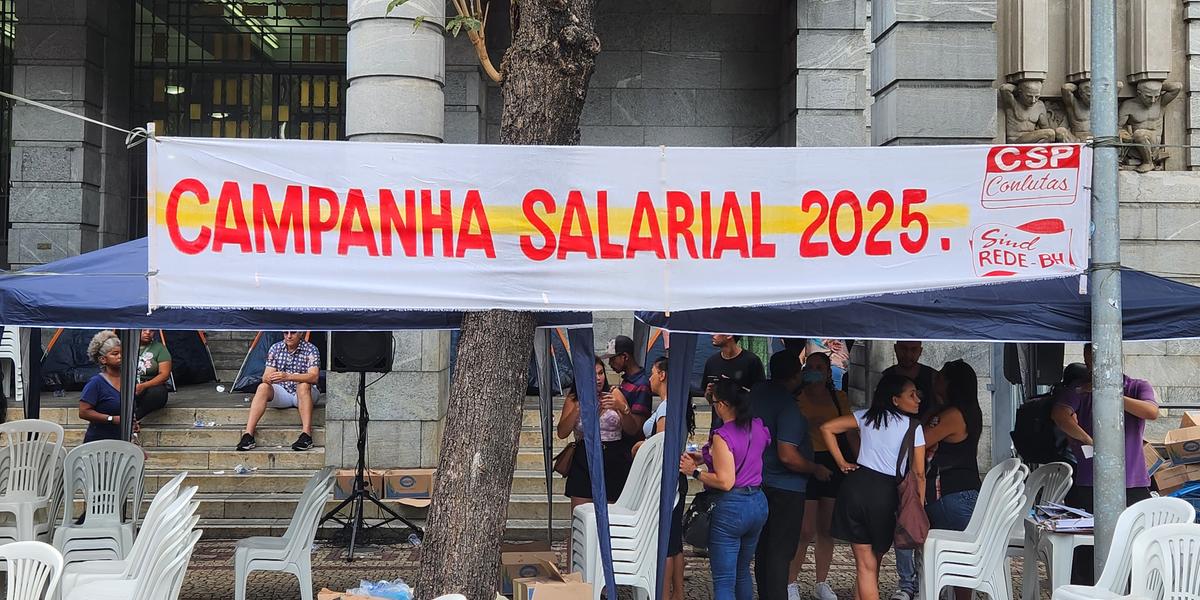 CAMPANHA SALARIAL 2025.
CSP
Conlutas
Sind
REDE-BH